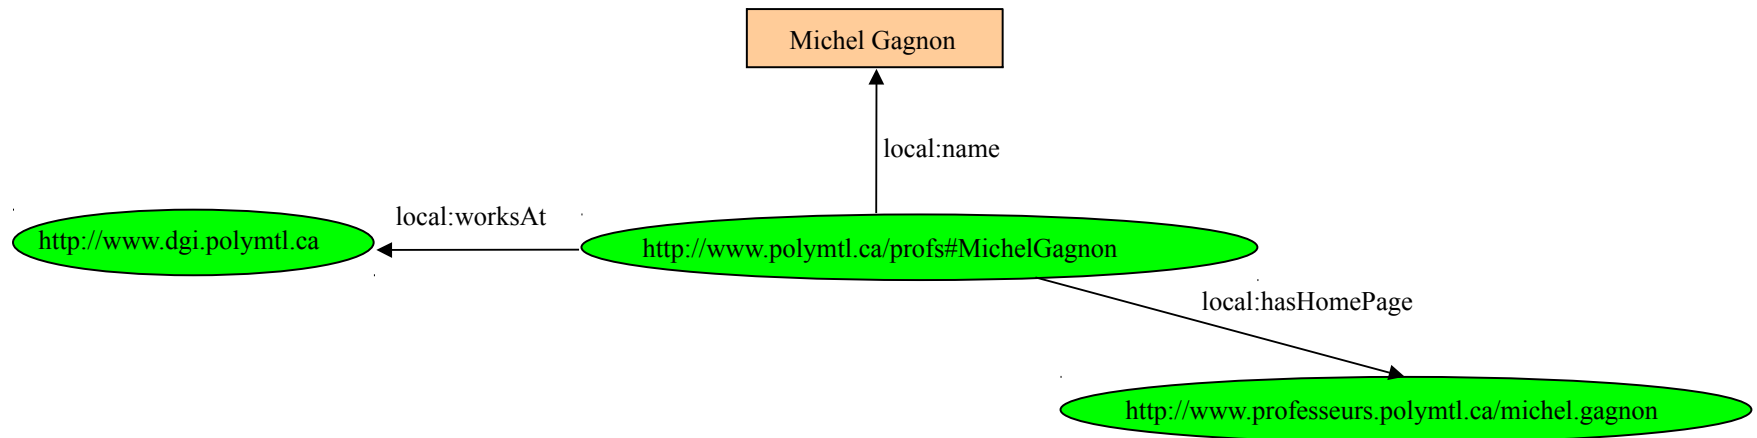 Michel Gagnon
local:name
local:worksAt
http://www.dgi.polymtl.ca
http://www.polymtl.ca/profs#MichelGagnon
local:hasHomePage
http://www.professeurs.polymtl.ca/michel.gagnon